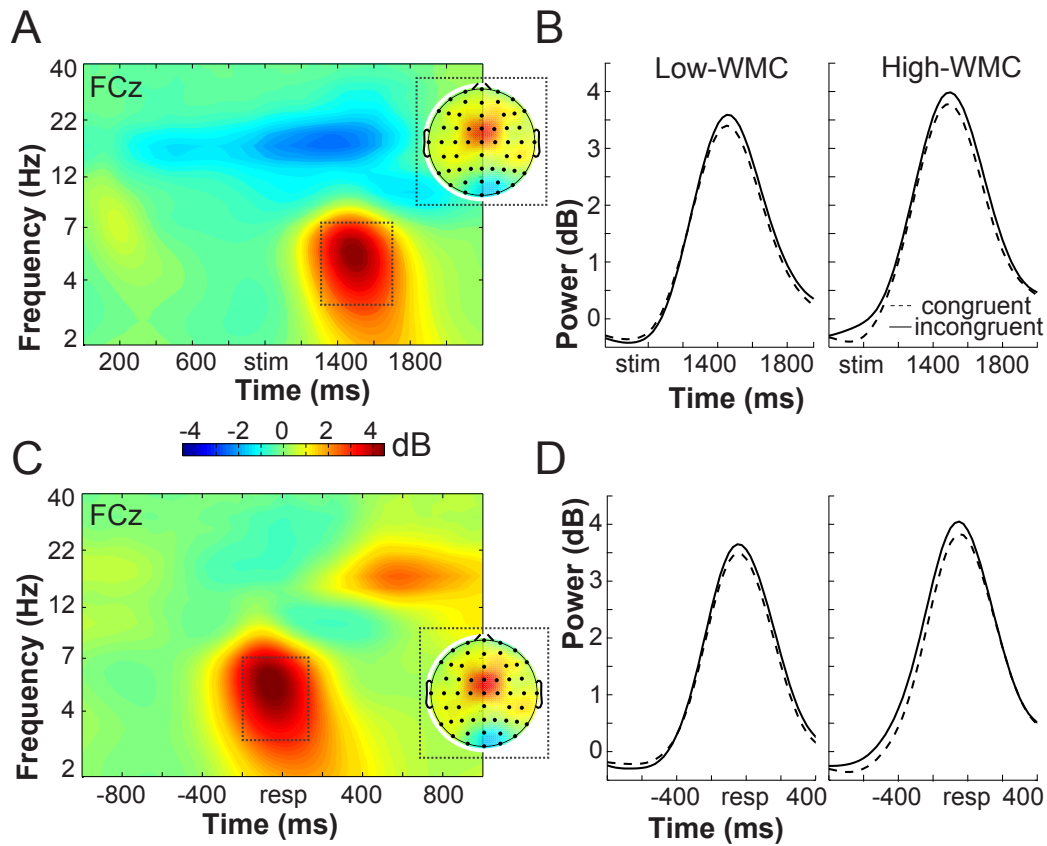 A
FCz
40
22
12
7
4
2
Frequency (Hz)
200 600 stim 1400 1800
Time (ms)
B
Low-WMC High-WMC
4
3
2
1
0
Power (dB)
congruent
incongruent
stim 1400 1800 stim 1400 1800
Time (ms)
-4 -2 0 2 4 dB
C
FCz
40
22
12
7
4
2
Frequency (Hz)
-800 -400 resp 400 800
Time (ms)
D
4
3
2
1
0
Power (dB)
-400 resp 400 -400 resp 400
Time (ms)